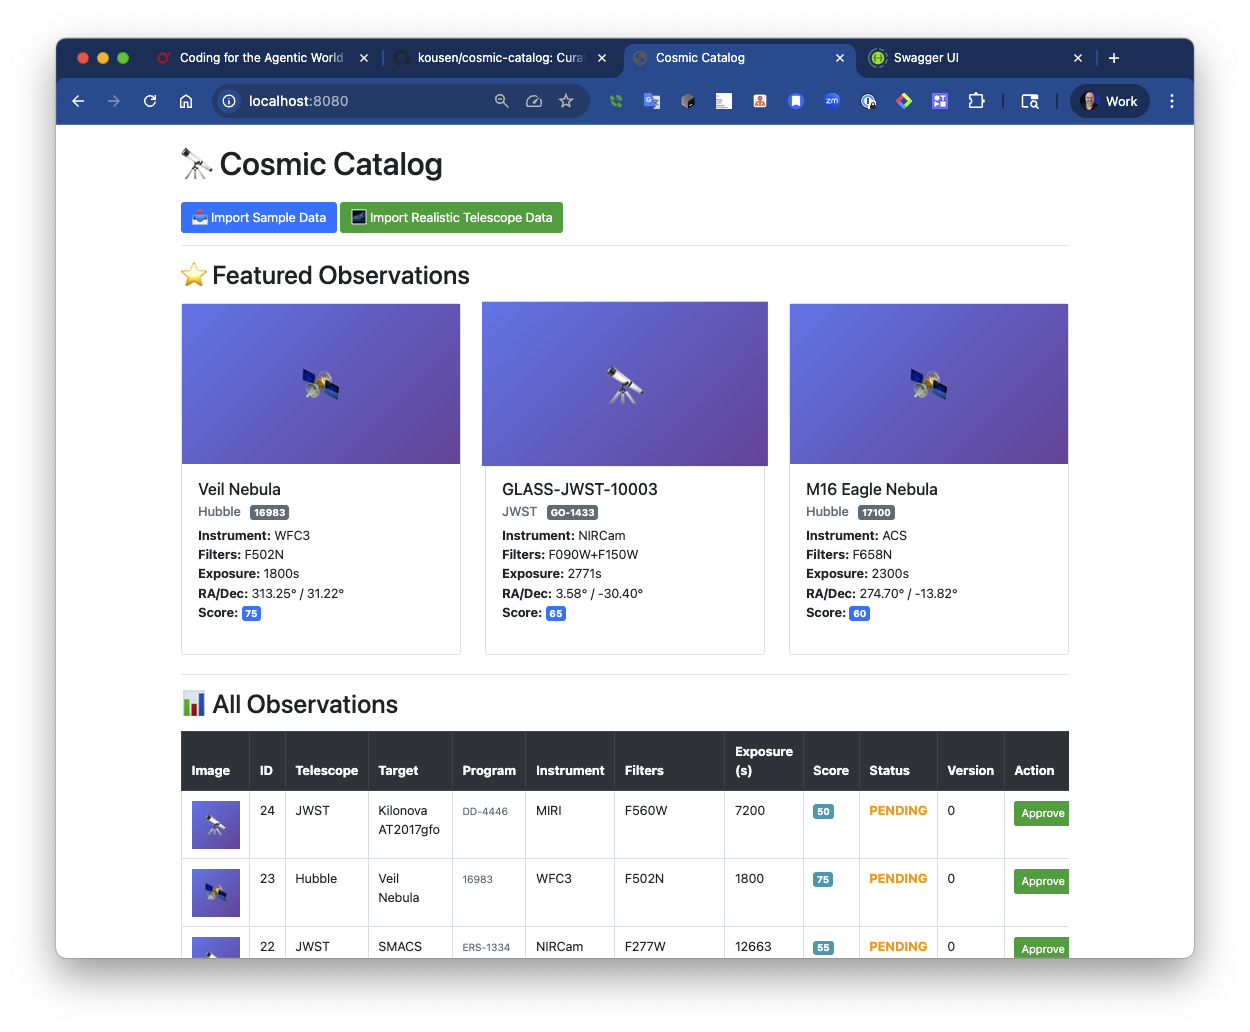 Coding for the Agentic World
kousen/cosmic-catalog: Cura
Cosmic Catalog
Swagger UI
localhost:8080
zm
Work
Cosmic Catalog
Import Sample Data
Import Realistic Telescope Data
Featured Observations
Veil Nebula
Hubble 16983
Instrument: WFC3
Filters: F502N
Exposure: 1800s
RA/Dec: 313.25° / 31.22°
Score: 75
GLASS-JWST-10003
JWST GO-1433
Instrument: NIRCam
Filters: F090W+F150W
Exposure: 2771s
RA/Dec: 3.58° / -30.40°
Score: 65
M16 Eagle Nebula
Hubble 17100
Instrument: ACS
Filters: F658N
Exposure: 2300s
RA/Dec: 274.70° / -13.82°
Score: 60
All Observations
Image ID Telescope Target Program Instrument Filters Exposure (s) Score Status Version Action
24 JWST Kilonova AT2017gfo DD-4446 MIRI F560W 7200 50 PENDING 0 Approve
23 Hubble Veil Nebula 16983 WFC3 F502N 1800 75 PENDING 0 Approve
22 JWST SMACS ERS-1334 NIRCam F277W 12663 55 PENDING 0 Approve